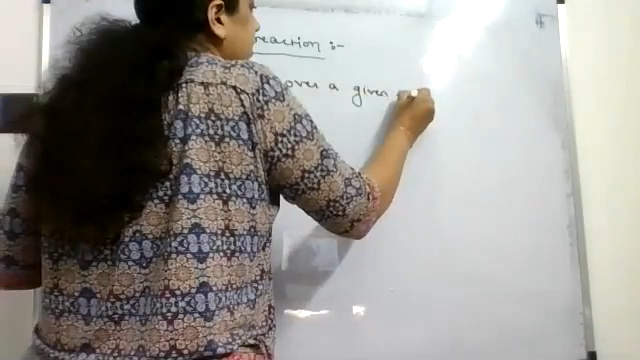 reaction :-
over a given